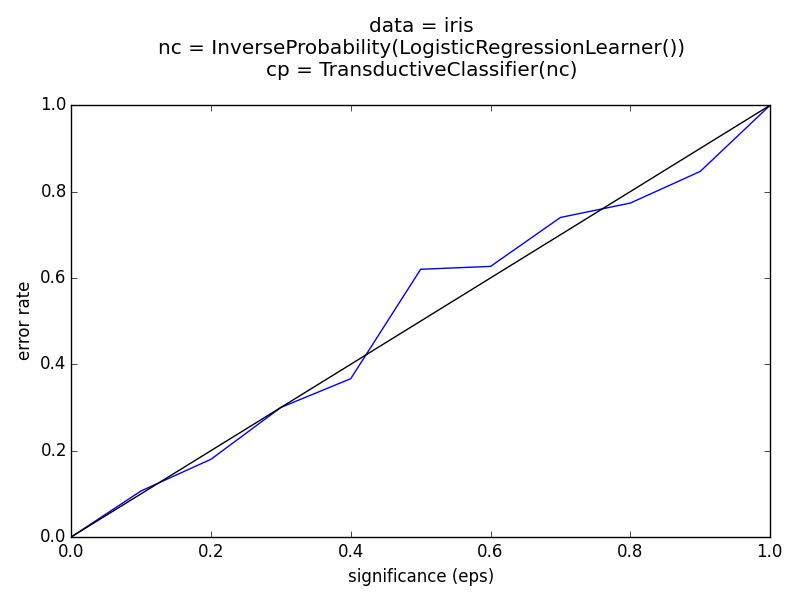 data = iris
nc = InverseProbability(LogisticRegressionLearner())
cp = TransductiveClassifier(nc)
1.0
0.8
0.6
0.4
0.2
0.0
error rate
0.0 0.2 0.4 0.6 0.8 1.0
significance (eps)